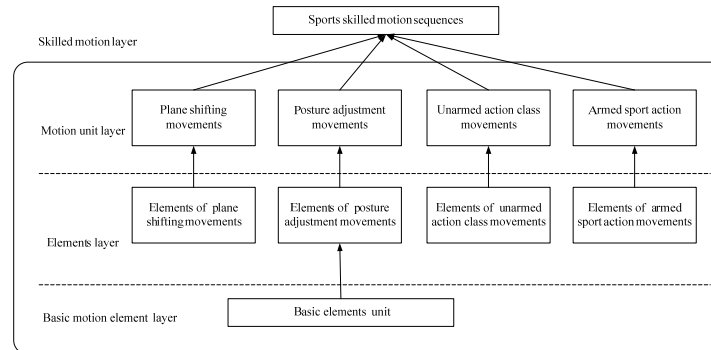 Sports skilled motion sequences
Skilled motion layer
Plane shifting
movements
Posture adjustment
movements
Unarmed action class
movements
Armed sport action
movements
Motion unit layer
Elements of plane
shifting movements
Elements of posture
adjustment movements
Elements of unarmed
action class movements
Elements of armed
sport action movements
Elements layer
Basic elements unit
Basic motion element layer